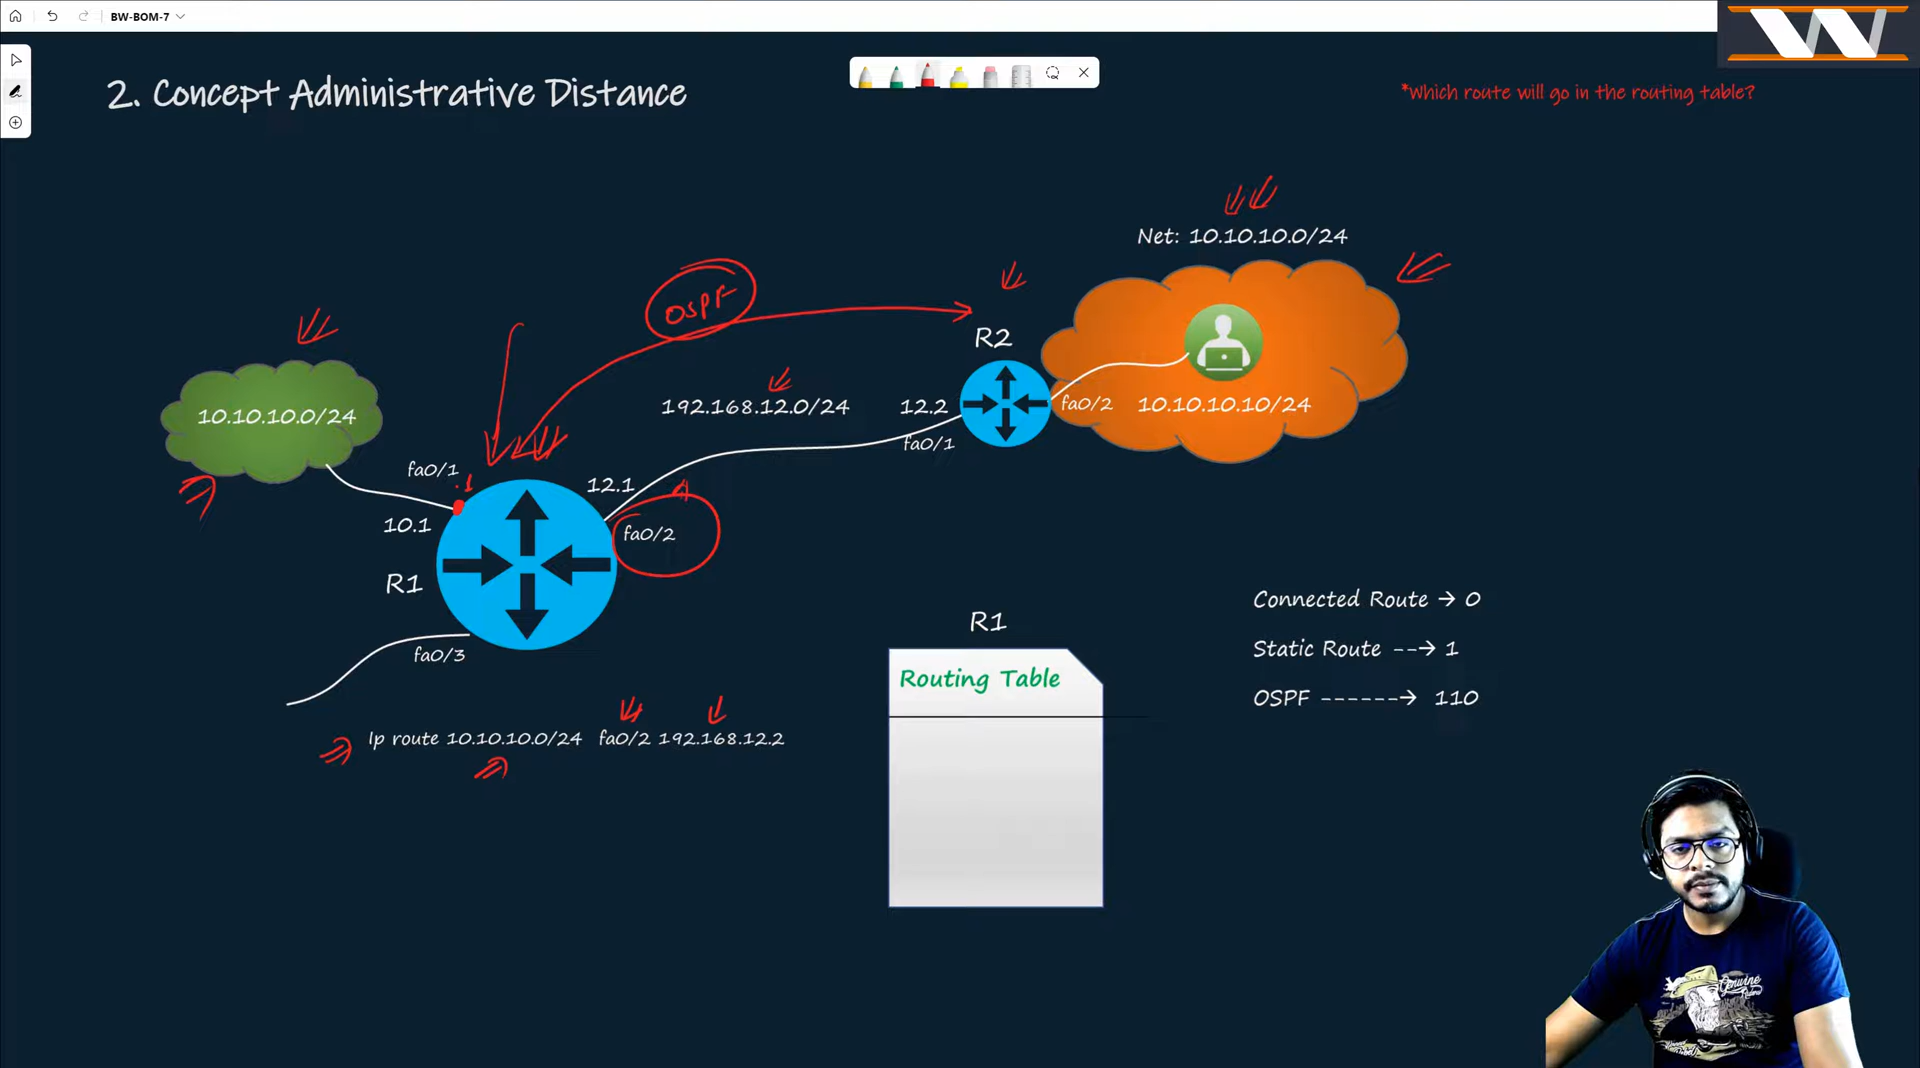 BW-BOM-7
2. Concept Administrative Distance
*Which route will go in the routing table?
Net: 10.10.10.0/24
OSPF
R2
10.10.10.0/24
192.168.12.0/24
12.2
fa0/2
10.10.10.10/24
fa0/1
fa0/1
.1
12.1
10.1
fa0/2
R1
fa0/3
Connected Route → 0
R1
Static Route --→ 1
Routing Table
OSPF ------→ 110
Ip route 10.10.10.0/24 fa0/2 192.168.12.2
Genuine